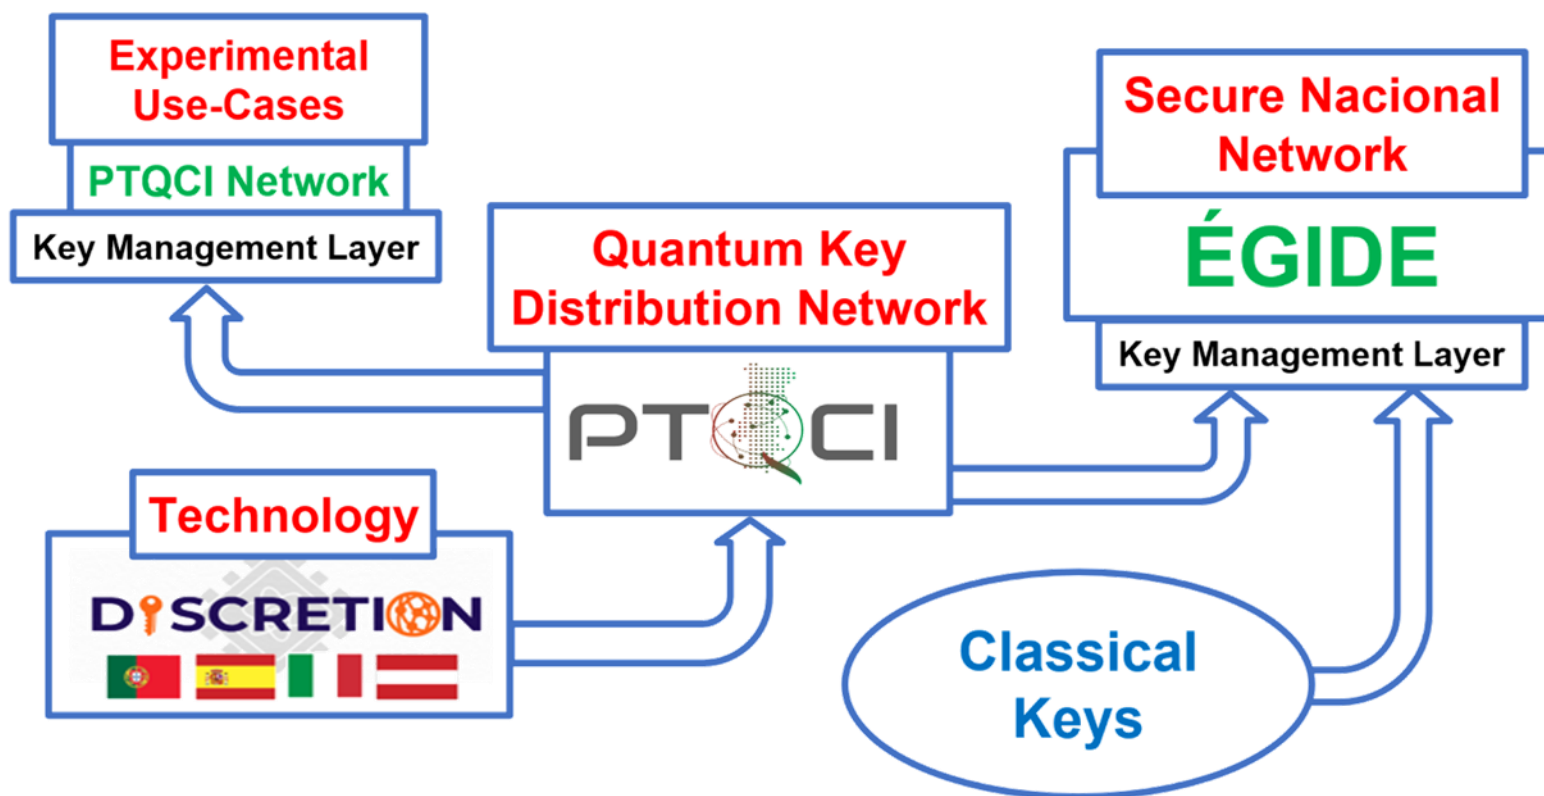 Experimental
Use-Cases
PTQCI Network
Key Management Layer
Secure Nacional
Network
ÉGIDE
Key Management Layer
Quantum Key
Distribution Network
PTQCI
Technology
DISCRETION
Classical
Keys